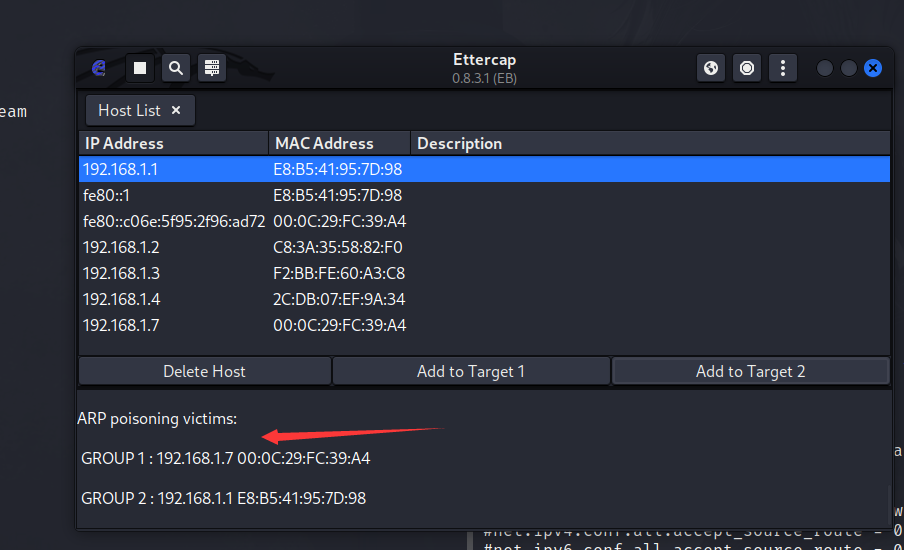 Ettercap
0.8.3.1 (EB)
eam
Host List ×
IP Address MAC Address Description
192.168.1.1 E8:B5:41:95:7D:98
fe80::1 E8:B5:41:95:7D:98
fe80::c06e:5f95:2f96:ad72 00:0C:29:FC:39:A4
192.168.1.2 C8:3A:35:58:82:F0
192.168.1.3 F2:BB:FE:60:A3:C8
192.168.1.4 2C:DB:07:EF:9A:34
192.168.1.7 00:0C:29:FC:39:A4
Delete Host Add to Target 1 Add to Target 2
ARP poisoning victims:
GROUP 1 : 192.168.1.7 00:0C:29:FC:39:A4
GROUP 2 : 192.168.1.1 E8:B5:41:95:7D:98
#net.ipv4.conf.all.accept_source_route = 0
#net.ipv6.conf.all.accept_source_route = 0